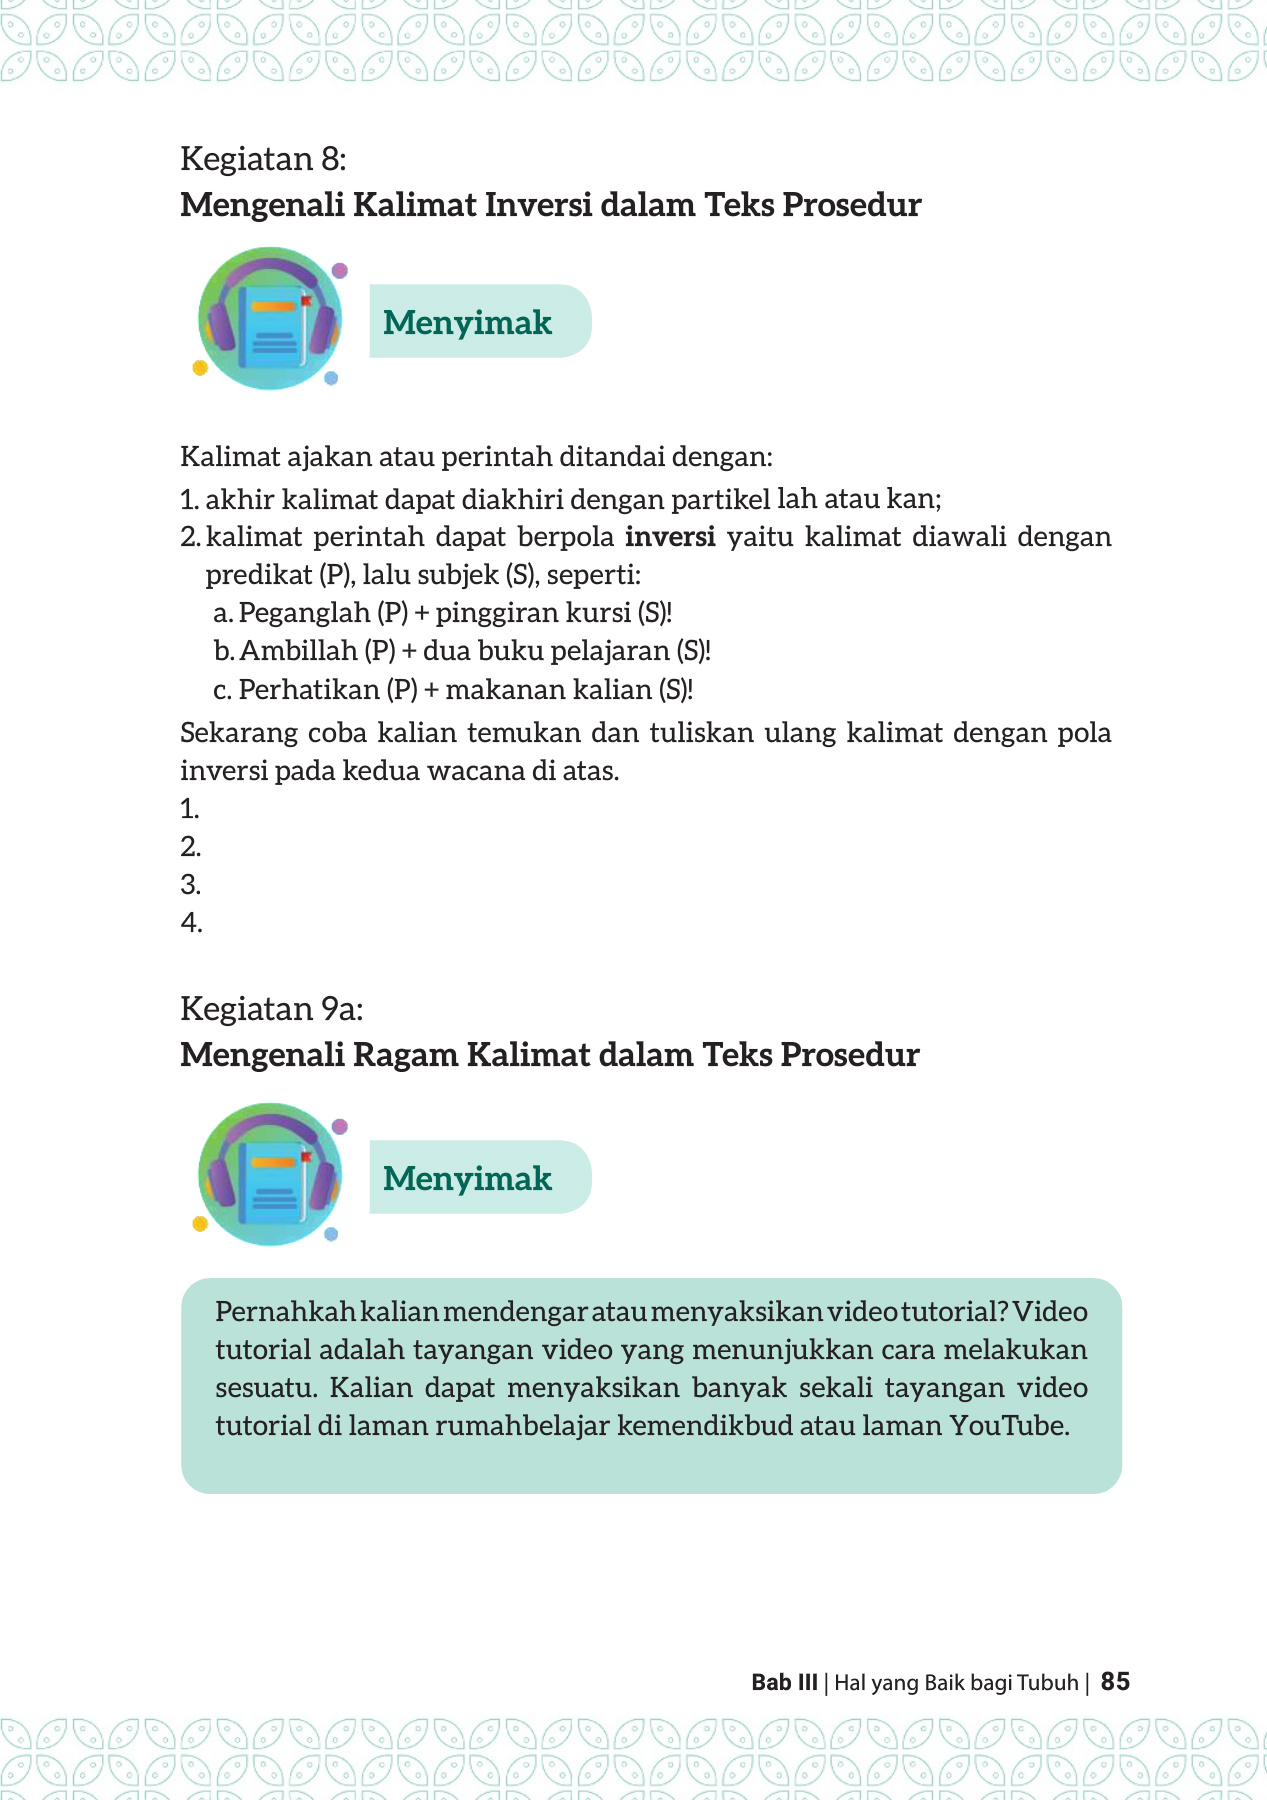 Kegiatan 8:
Mengenali Kalimat Inversi dalam Teks Prosedur
Menyimak
Kalimat ajakan atau perintah ditandai dengan:
1. akhir kalimat dapat diakhiri dengan partikel lah atau kan;
2. kalimat perintah dapat berpola inversi yaitu kalimat diawali dengan
predikat (P), lalu subjek (S), seperti:
a. Peganglah (P) + pinggiran kursi (S)!
b. Ambillah (P) + dua buku pelajaran (S)!
c. Perhatikan (P) + makanan kalian (S)!
Sekarang coba kalian temukan dan tuliskan ulang kalimat dengan pola
inversi pada kedua wacana di atas.
1.
2.
3.
4.
Kegiatan 9a:
Mengenali Ragam Kalimat dalam Teks Prosedur
Menyimak
Pernahkah kalian mendengar atau menyaksikan video tutorial? Video
tutorial adalah tayangan video yang menunjukkan cara melakukan
sesuatu. Kalian dapat menyaksikan banyak sekali tayangan video
tutorial di laman rumahbelajar kemendikbud atau laman YouTube.
Bab III | Hal yang Baik bagi Tubuh | 85